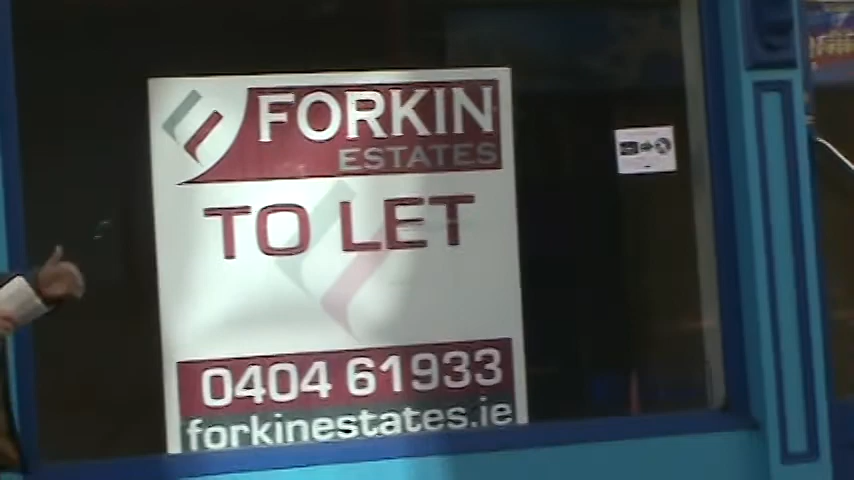 FORKIN
ESTATES
TO LET
0404 61933
forkinestates.ie